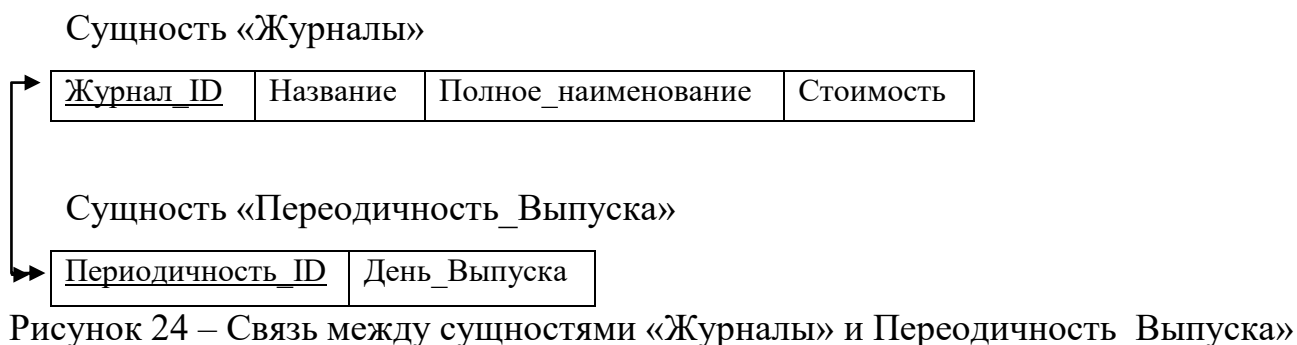 Сущность «Журналы»
Журнал_ID Название Полное_наименование Стоимость
Сущность «Переодичность_Выпуска»
Периодичность_ID День_Выпуска
Рисунок 24 – Связь между сущностями «Журналы» и Переодичность_Выпуска»